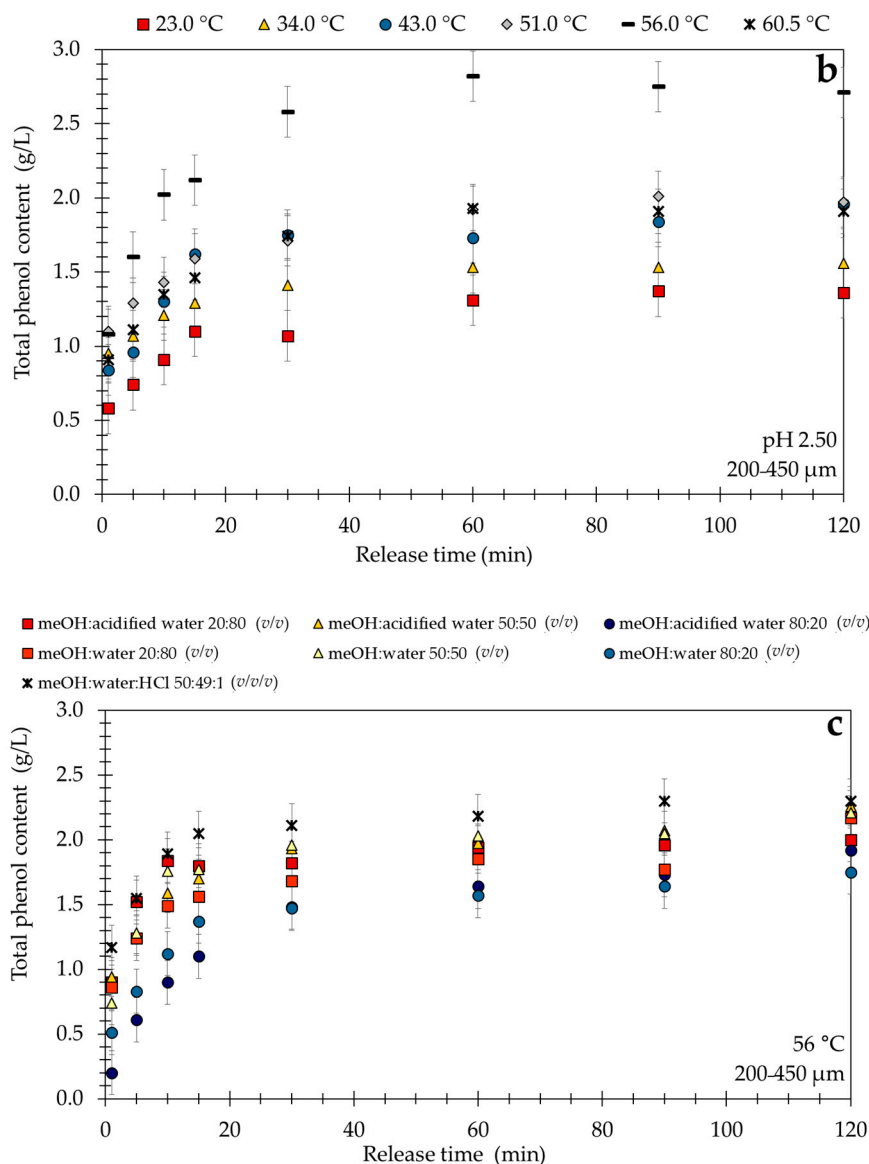 23.0 °C 34.0 °C 43.0 °C 51.0 °C 56.0 °C 60.5 °C
b
Total phenol content (g/L)
3.0
2.5
2.0
1.5
1.0
0.5
0.0
pH 2.50
200-450 µm
0 20 40 60 80 100 120
Release time (min)
meOH:acidified water 20:80 (v/v) meOH:acidified water 50:50 (v/v) meOH:acidified water 80:20 (v/v)
meOH:water 20:80 (v/v) meOH:water 50:50 (v/v) meOH:water 80:20 (v/v)
meOH:water:HCl 50:49:1 (v/v/v)
c
Total phenol content (g/L)
3.0
2.5
2.0
1.5
1.0
0.5
0.0
56 °C
200-450 µm
0 20 40 60 80 100 120
Release time (min)